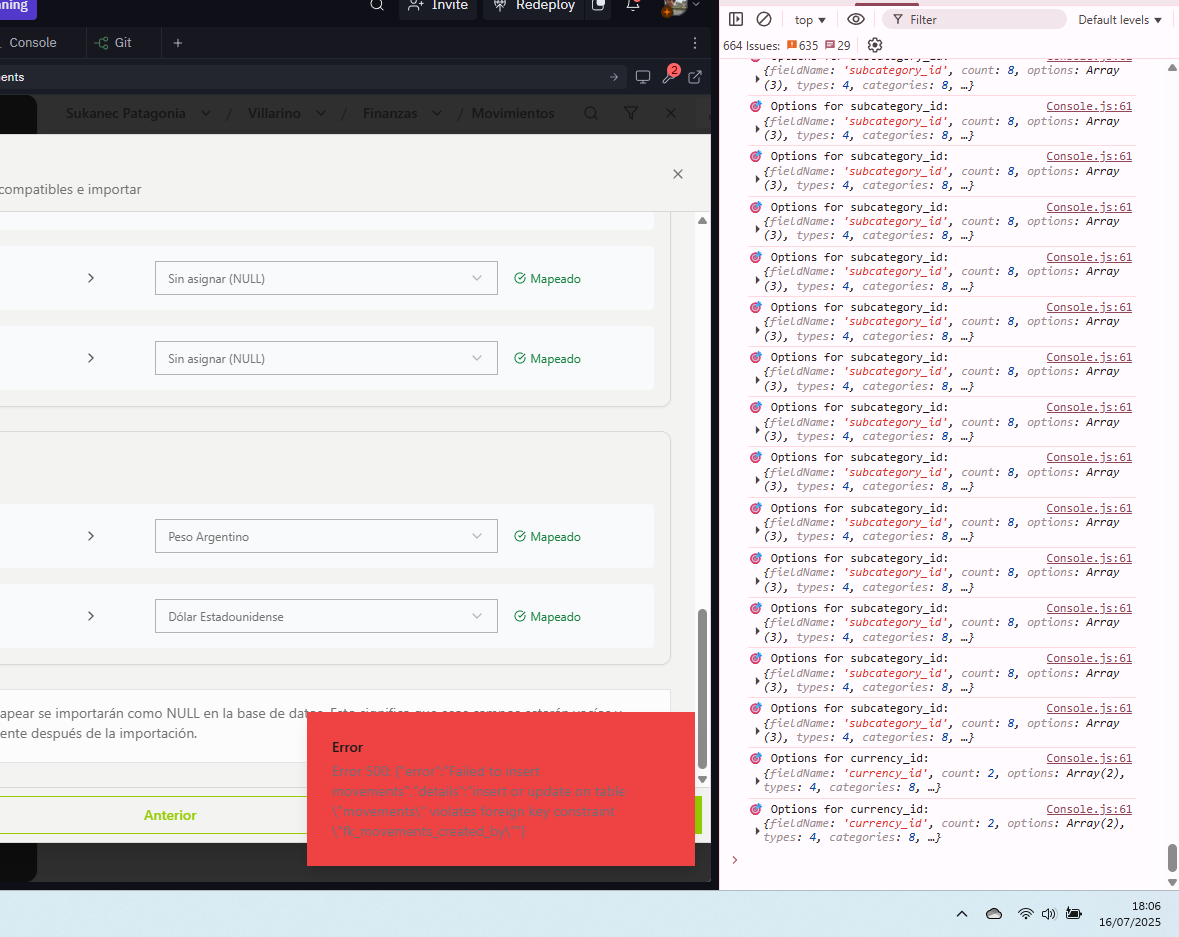 nning
Invite
Redeploy
Console
Git
ents
2
Sukanec Patagonia / Villarino / Finanzas / Movimientos
compatibles e importar
Sin asignar (NULL)
Mapeado
Sin asignar (NULL)
Mapeado
Peso Argentino
Mapeado
Dólar Estadounidense
Mapeado
apear se importarán como NULL en la base de datos. Esto significa que esos campos estarán vacíos y
ente después de la importación.
Anterior
Error
Error 500: {"error":"Failed to insert
movements","details":"insert or update on table
\"movements\" violates foreign key constraint
\"fk_movements_created_by\""}
top
Filter
Default levels
664 Issues: 635 29
Console.js:61
{fieldName: 'subcategory_id', count: 8, options: Array
(3), types: 4, categories: 8, …}
Options for subcategory_id: Console.js:61
{fieldName: 'subcategory_id', count: 8, options: Array
(3), types: 4, categories: 8, …}
Options for subcategory_id: Console.js:61
{fieldName: 'subcategory_id', count: 8, options: Array
(3), types: 4, categories: 8, …}
Options for subcategory_id: Console.js:61
{fieldName: 'subcategory_id', count: 8, options: Array
(3), types: 4, categories: 8, …}
Options for subcategory_id: Console.js:61
{fieldName: 'subcategory_id', count: 8, options: Array
(3), types: 4, categories: 8, …}
Options for subcategory_id: Console.js:61
{fieldName: 'subcategory_id', count: 8, options: Array
(3), types: 4, categories: 8, …}
Options for subcategory_id: Console.js:61
{fieldName: 'subcategory_id', count: 8, options: Array
(3), types: 4, categories: 8, …}
Options for subcategory_id: Console.js:61
{fieldName: 'subcategory_id', count: 8, options: Array
(3), types: 4, categories: 8, …}
Options for subcategory_id: Console.js:61
{fieldName: 'subcategory_id', count: 8, options: Array
(3), types: 4, categories: 8, …}
Options for subcategory_id: Console.js:61
{fieldName: 'subcategory_id', count: 8, options: Array
(3), types: 4, categories: 8, …}
Options for subcategory_id: Console.js:61
{fieldName: 'subcategory_id', count: 8, options: Array
(3), types: 4, categories: 8, …}
Options for subcategory_id: Console.js:61
{fieldName: 'subcategory_id', count: 8, options: Array
(3), types: 4, categories: 8, …}
Options for subcategory_id: Console.js:61
{fieldName: 'subcategory_id', count: 8, options: Array
(3), types: 4, categories: 8, …}
Options for subcategory_id: Console.js:61
{fieldName: 'subcategory_id', count: 8, options: Array
(3), types: 4, categories: 8, …}
Options for currency_id: Console.js:61
{fieldName: 'currency_id', count: 2, options: Array(2),
types: 4, categories: 8, …}
Options for currency_id: Console.js:61
{fieldName: 'currency_id', count: 2, options: Array(2),
types: 4, categories: 8, …}
18:06
16/07/2025